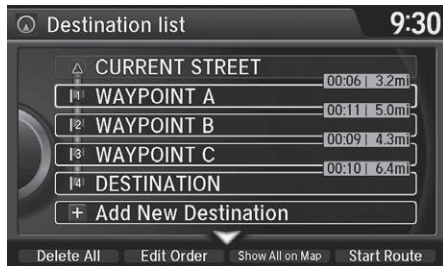 Destination list
9:30
CURRENT STREET
00:06 | 3.2mi
1 WAYPOINT A
00:11 | 5.0mi
2 WAYPOINT B
00:09 | 4.3mi
3 WAYPOINT C
00:10 | 6.4mi
4 DESTINATION
+ Add New Destination
Delete All Edit Order Show All on Map Start Route